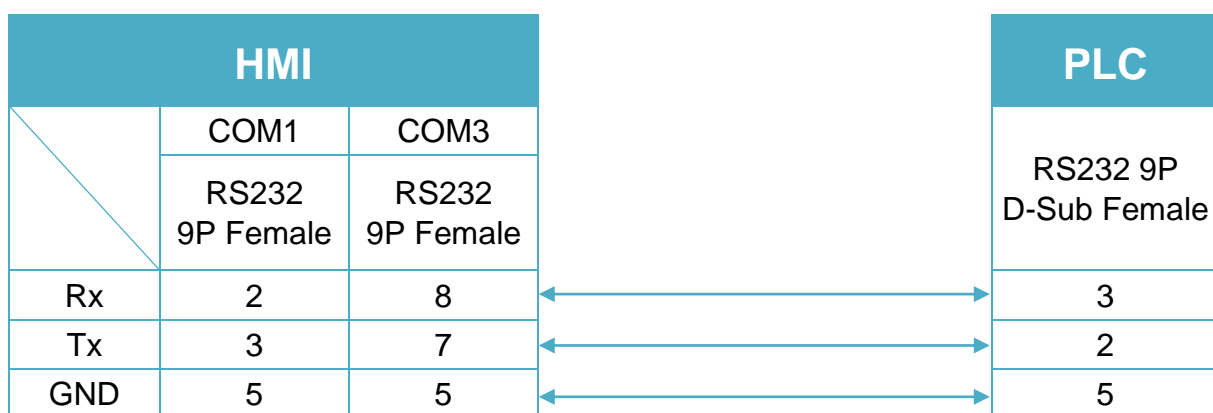 HMI
PLC
COM1 COM3
RS232 9P Female
RS232 9P Female
RS232 9P
D-Sub Female
Rx 2 8 3
Tx 3 7 2
GND 5 5 5